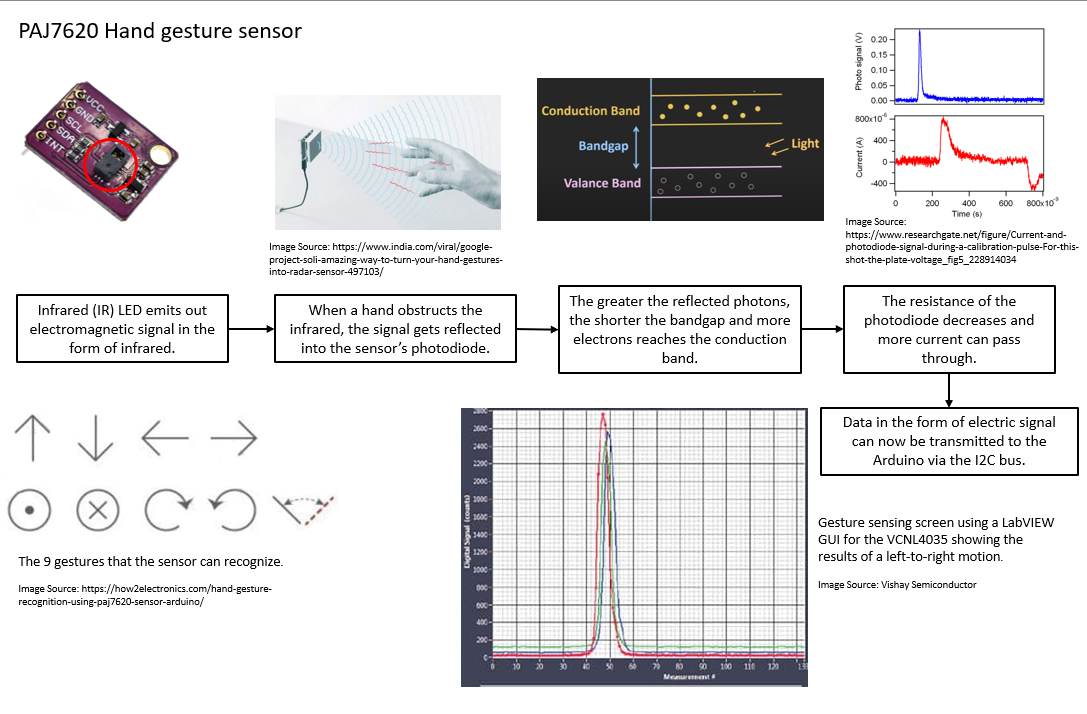 PAJ7620 Hand gesture sensor
VCC
GND
SCL
SDA
INT
Conduction Band
Bandgap
Light
Valance Band
Photo signal (V)
0.20
0.15
0.10
0.05
0.00
800x10⁻⁶
400
0
-400
Current (A)
0 200 400 600 800x10⁻⁹
Time (s)
Image Source: https://www.india.com/viral/google-
project-soli-amazing-way-to-turn-your-hand-gestures-
into-radar-sensor-497103/
Image Source:
https://www.researchgate.net/figure/Current-and-
photodiode-signal-during-a-calibration-pulse-For-this-
shot-the-plate-voltage_fig5_228914034
Infrared (IR) LED emits out
electromagnetic signal in the
form of infrared.
When a hand obstructs the
infrared, the signal gets reflected
into the sensor's photodiode.
The greater the reflected photons,
the shorter the bandgap and more
electrons reaches the conduction
band.
The resistance of the
photodiode decreases and
more current can pass
through.
Data in the form of electric signal
can now be transmitted to the
Arduino via the I2C bus.
The 9 gestures that the sensor can recognize.
Image Source: https://how2electronics.com/hand-gesture-
recognition-using-paj7620-sensor-arduino/
Digital Signal (counts)
2800
2600
2400
2200
2000
1800
1600
1400
1200
1000
800
600
400
200
0
0 10 20 30 40 50 60 70 80 90 100 110 120
Measurement #
Gesture sensing screen using a LabVIEW
GUI for the VCNL4035 showing the
results of a left-to-right motion.
Image Source: Vishay Semiconductor